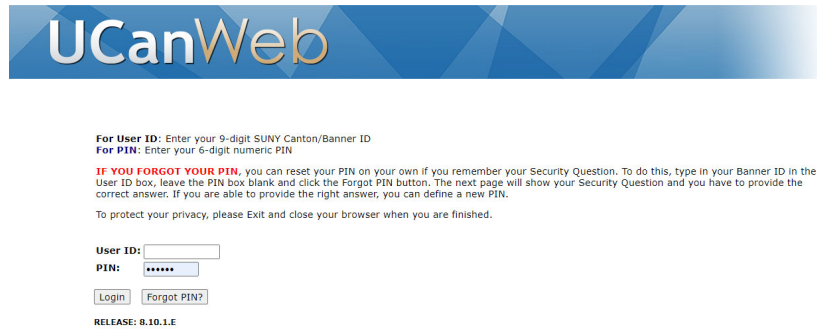 UCanWeb
For User ID: Enter your 9-digit SUNY Canton/Banner ID
For PIN: Enter your 6-digit numeric PIN
IF YOU FORGOT YOUR PIN, you can reset your PIN on your own if you remember your Security Question. To do this, type in your Banner ID in the
User ID box, leave the PIN box blank and click the Forgot PIN button. The next page will show your Security Question and you have to provide the
correct answer. If you are able to provide the right answer, you can define a new PIN.
To protect your privacy, please Exit and close your browser when you are finished.
User ID:
PIN: ••••••
Login Forgot PIN?
RELEASE: 8.10.1.E